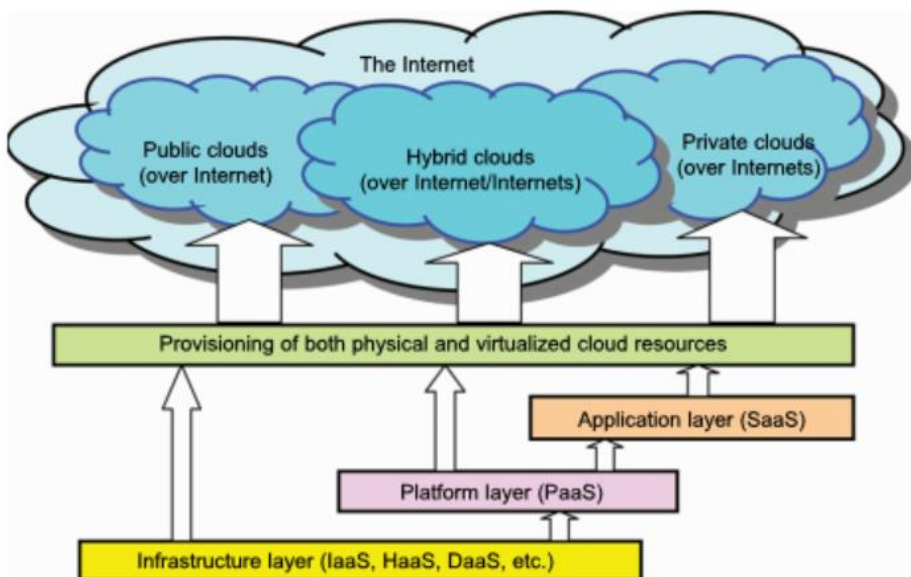 The Internet
Public clouds
(over Internet)
Hybrid clouds
(over Internet/Internets)
Private clouds
(over Internets)
Provisioning of both physical and virtualized cloud resources
Application layer (SaaS)
Platform layer (PaaS)
Infrastructure layer (IaaS, HaaS, DaaS, etc.)